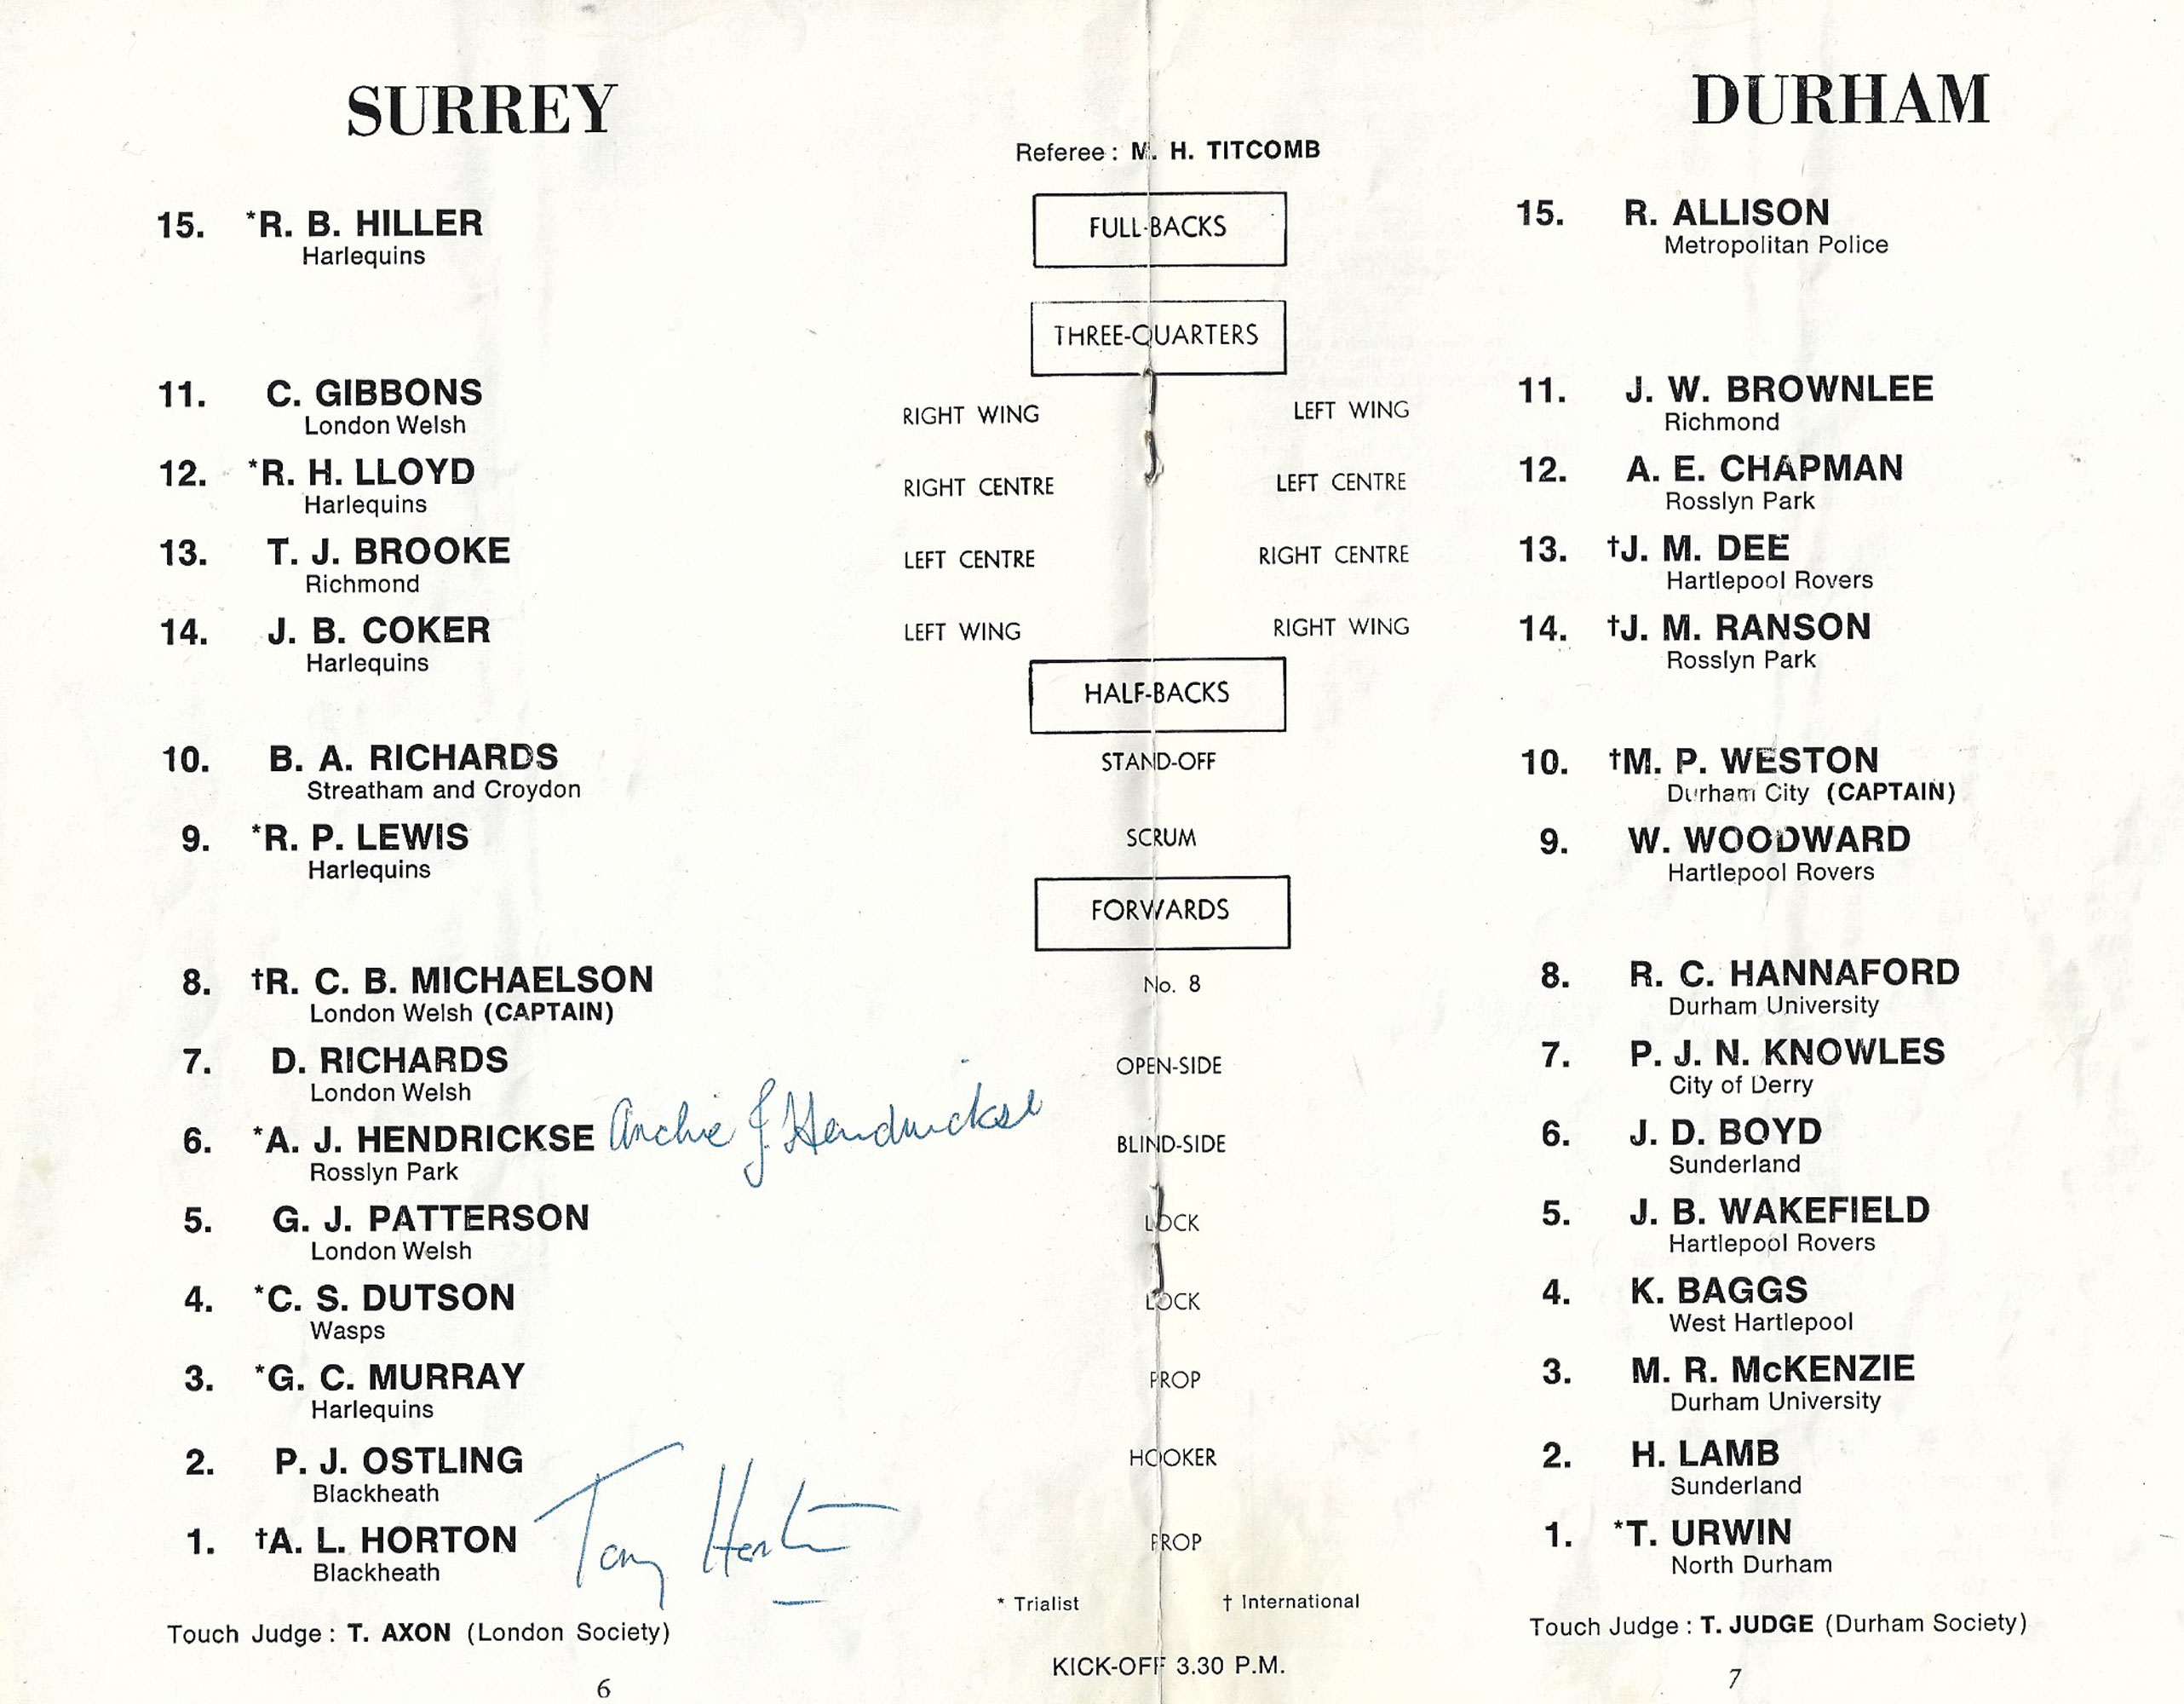 SURREY
15. *R. B. HILLER
Harlequins
11. C. GIBBONS
London Welsh
12. *R. H. LLOYD
Harlequins
13. T. J. BROOKE
Richmond
14. J. B. COKER
Harlequins
10. B. A. RICHARDS
Streatham and Croydon
9. *R. P. LEWIS
Harlequins
8. †R. C. B. MICHAELSON
London Welsh (CAPTAIN)
7. D. RICHARDS
London Welsh
6. *A. J. HENDRICKSE Archie J. Hendrickse
Rosslyn Park
5. G. J. PATTERSON
London Welsh
4. *C. S. DUTSON
Wasps
3. *G. C. MURRAY
Harlequins
2. P. J. OSTLING
Blackheath
1. †A. L. HORTON Tony Horton
Blackheath
Touch Judge : T. AXON (London Society)
6
Referee : M. H. TITCOMB
FULL-BACKS
THREE-QUARTERS
RIGHT WING LEFT WING
RIGHT CENTRE LEFT CENTRE
LEFT CENTRE RIGHT CENTRE
LEFT WING RIGHT WING
HALF-BACKS
STAND-OFF
SCRUM
FORWARDS
No. 8
OPEN-SIDE
BLIND-SIDE
LOCK
LOCK
PROP
HOOKER
PROP
* Trialist † International
KICK-OFF 3.30 P.M.
DURHAM
15. R. ALLISON
Metropolitan Police
11. J. W. BROWNLEE
Richmond
12. A. E. CHAPMAN
Rosslyn Park
13. †J. M. DEE
Hartlepool Rovers
14. †J. M. RANSON
Rosslyn Park
10. †M. P. WESTON
Durham City (CAPTAIN)
9. W. WOODWARD
Hartlepool Rovers
8. R. C. HANNAFORD
Durham University
7. P. J. N. KNOWLES
City of Derry
6. J. D. BOYD
Sunderland
5. J. B. WAKEFIELD
Hartlepool Rovers
4. K. BAGGS
West Hartlepool
3. M. R. McKENZIE
Durham University
2. H. LAMB
Sunderland
1. *T. URWIN
North Durham
Touch Judge : T. JUDGE (Durham Society)
7